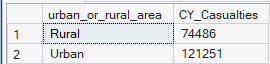 urban_or_rural_area CY_Casualties
1 Rural 74486
2 Urban 121251